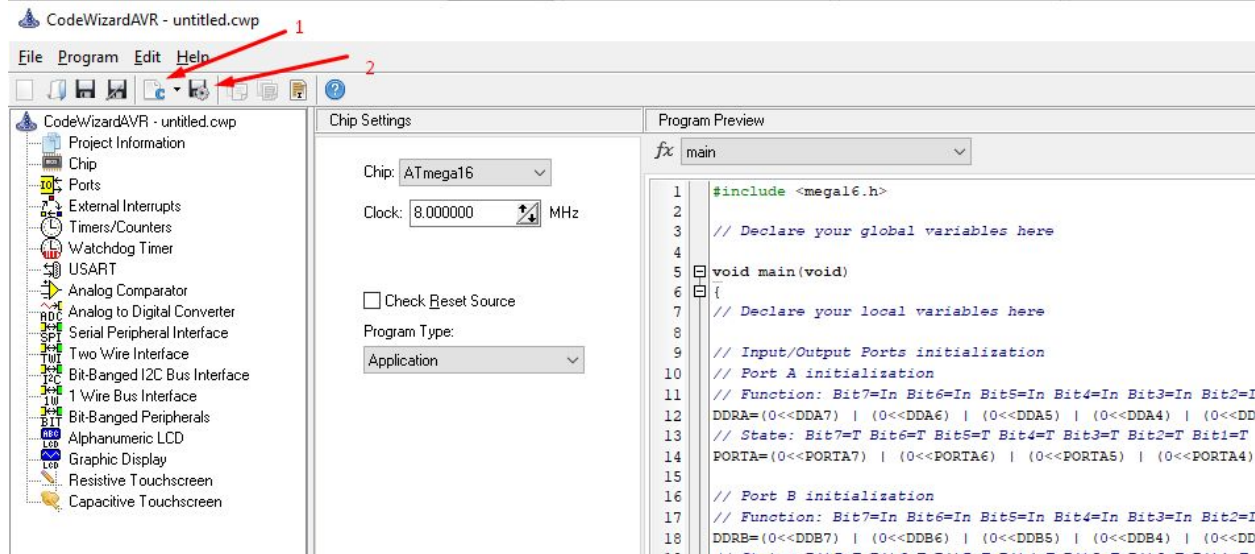 CodeWizardAVR - untitled.cwp
1
File Program Edit Help
2
CodeWizardAVR - untitled.cwp
Project Information
Chip
Ports
External Interrupts
Timers/Counters
Watchdog Timer
USART
Analog Comparator
Analog to Digital Converter
Serial Peripheral Interface
Two Wire Interface
Bit-Banged I2C Bus Interface
1 Wire Bus Interface
Bit-Banged Peripherals
Alphanumeric LCD
Graphic Display
Resistive Touchscreen
Capacitive Touchscreen
Chip Settings
Chip: ATmega16
Clock: 8.000000 MHz
Check Reset Source
Program Type:
Application
Program Preview
fx main
1 #include <mega16.h>
2
3 // Declare your global variables here
4
5 void main(void)
6 {
7 // Declare your local variables here
8
9 // Input/Output Ports initialization
10 // Port A initialization
11 // Function: Bit7=In Bit6=In Bit5=In Bit4=In Bit3=In Bit2=I
12 DDRA=(0<<DDA7) | (0<<DDA6) | (0<<DDA5) | (0<<DDA4) | (0<<DD
13 // State: Bit7=T Bit6=T Bit5=T Bit4=T Bit3=T Bit2=T Bit1=T
14 PORTA=(0<<PORTA7) | (0<<PORTA6) | (0<<PORTA5) | (0<<PORTA4)
15
16 // Port B initialization
17 // Function: Bit7=In Bit6=In Bit5=In Bit4=In Bit3=In Bit2=I
18 DDRB=(0<<DDB7) | (0<<DDB6) | (0<<DDB5) | (0<<DDB4) | (0<<DD